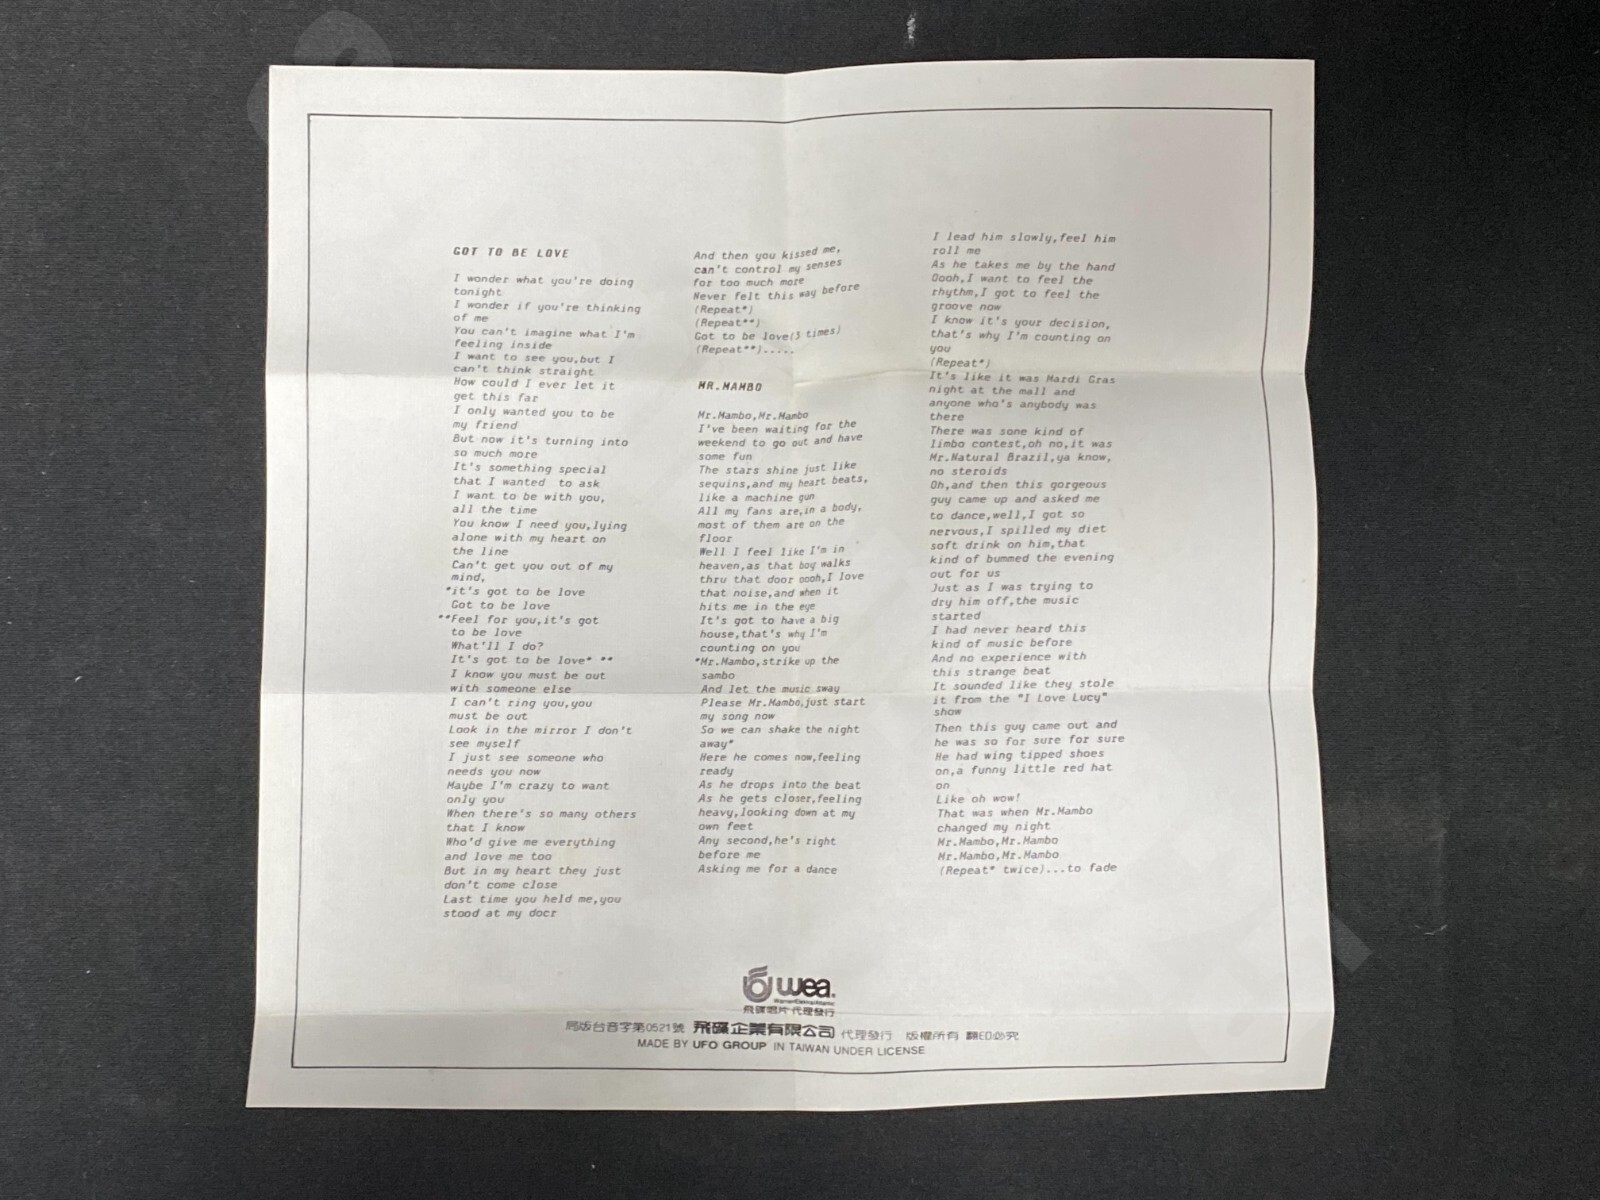 GOT TO BE LOVE
I wonder what you're doing
tonight
I wonder if you're thinking
of me
You can't imagine what I'm
feeling inside
I want to see you,but I
can't think straight
How could I ever let it
get this far
I only wanted you to be
my friend
But now it's turning into
so much more
It's something special
that I wanted to ask
I want to be with you,
all the time
You know I need you,lying
alone with my heart on
the line
Can't get you out of my
mind,
*it's got to be love
Got to be love
**Feel for you,it's got
to be love
What'll I do?
It's got to be love* **
I know you must be out
with someone else
I can't ring you,you
must be out
Look in the mirror I don't
see myself
I just see someone who
needs you now
Maybe I'm crazy to want
only you
When there's so many others
that I know
Who'd give me everything
and love me too
But in my heart they just
don't come close
Last time you held me,you
stood at my docr
And then you kissed me,
can't control my senses
for too much more
Never felt this way before
(Repeat*)
(Repeat**)
Got to be love(3 times)
(Repeat**).....
MR.MAMBO
Mr.Mambo,Mr.Mambo
I've been waiting for the
weekend to go out and have
some fun
The stars shine just like
sequins,and my heart beats,
like a machine gun
All my fans are,in a body,
most of them are on the
floor
Well I feel like I'm in
heaven,as that boy walks
thru that door oooh,I love
that noise,and when it
hits me in the eye
It's got to have a big
house,that's why I'm
counting on you
*Mr.Mambo,strike up the
sambo
And let the music sway
Please Mr.Mambo,just start
my song now
So we can shake the night
away*
Here he comes now,feeling
ready
As he drops into the beat
As he gets closer,feeling
heavy,looking down at my
own feet
Any second,he's right
before me
Asking me for a dance
I lead him slowly,feel him
roll me
As he takes me by the hand
Oooh,I want to feel the
rhythm,I got to feel the
groove now
I know it's your decision,
that's why I'm counting on
you
(Repeat*)
It's like it was Mardi Gras
night at the mall and
anyone who's anybody was
there
There was sone kind of
limbo contest,oh no,it was
Mr.Natural Brazil,ya know,
no steroids
Oh,and then this gorgeous
guy came up and asked me
to dance,well,I got so
nervous,I spilled my diet
soft drink on him,that
kind of bummed the evening
out for us
Just as I was trying to
dry him off,the music
started
I had never heard this
kind of music before
And no experience with
this strange beat
It sounded like they stole
it from the "I Love Lucy"
show
Then this guy came out and
he was so for sure for sure
He had wing tipped shoes
on,a funny little red hat
on
Like oh wow!
That was when Mr.Mambo
changed my night
Mr.Mambo,Mr.Mambo
Mr.Mambo,Mr.Mambo
(Repeat* twice)...to fade
wea.
飛碟唱片代理發行
局版台音字第0521號 飛碟企業有限公司 代理發行 版權所有 翻印必究
MADE BY UFO GROUP IN TAIWAN UNDER LICENSE